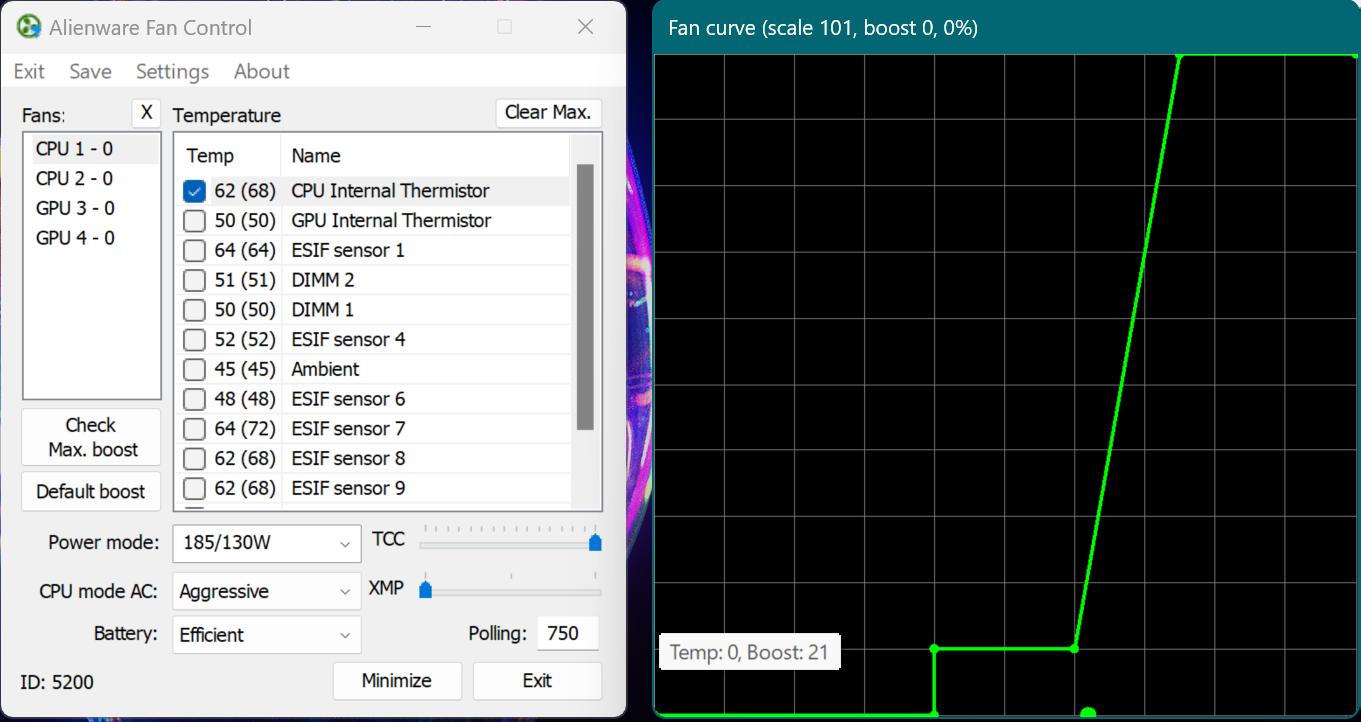 Alienware Fan Control
Exit Save Settings About
Fans: X Temperature Clear Max.
CPU 1 - 0
CPU 2 - 0
GPU 3 - 0
GPU 4 - 0
Temp Name
62 (68) CPU Internal Thermistor
50 (50) GPU Internal Thermistor
64 (64) ESIF sensor 1
51 (51) DIMM 2
50 (50) DIMM 1
52 (52) ESIF sensor 4
45 (45) Ambient
48 (48) ESIF sensor 6
64 (72) ESIF sensor 7
62 (68) ESIF sensor 8
62 (68) ESIF sensor 9
Check
Max. boost
Default boost
Power mode: 185/130W TCC
CPU mode AC: Aggressive XMP
Battery: Efficient Polling: 750
ID: 5200 Minimize Exit
Fan curve (scale 101, boost 0, 0%)
Temp: 0, Boost: 21